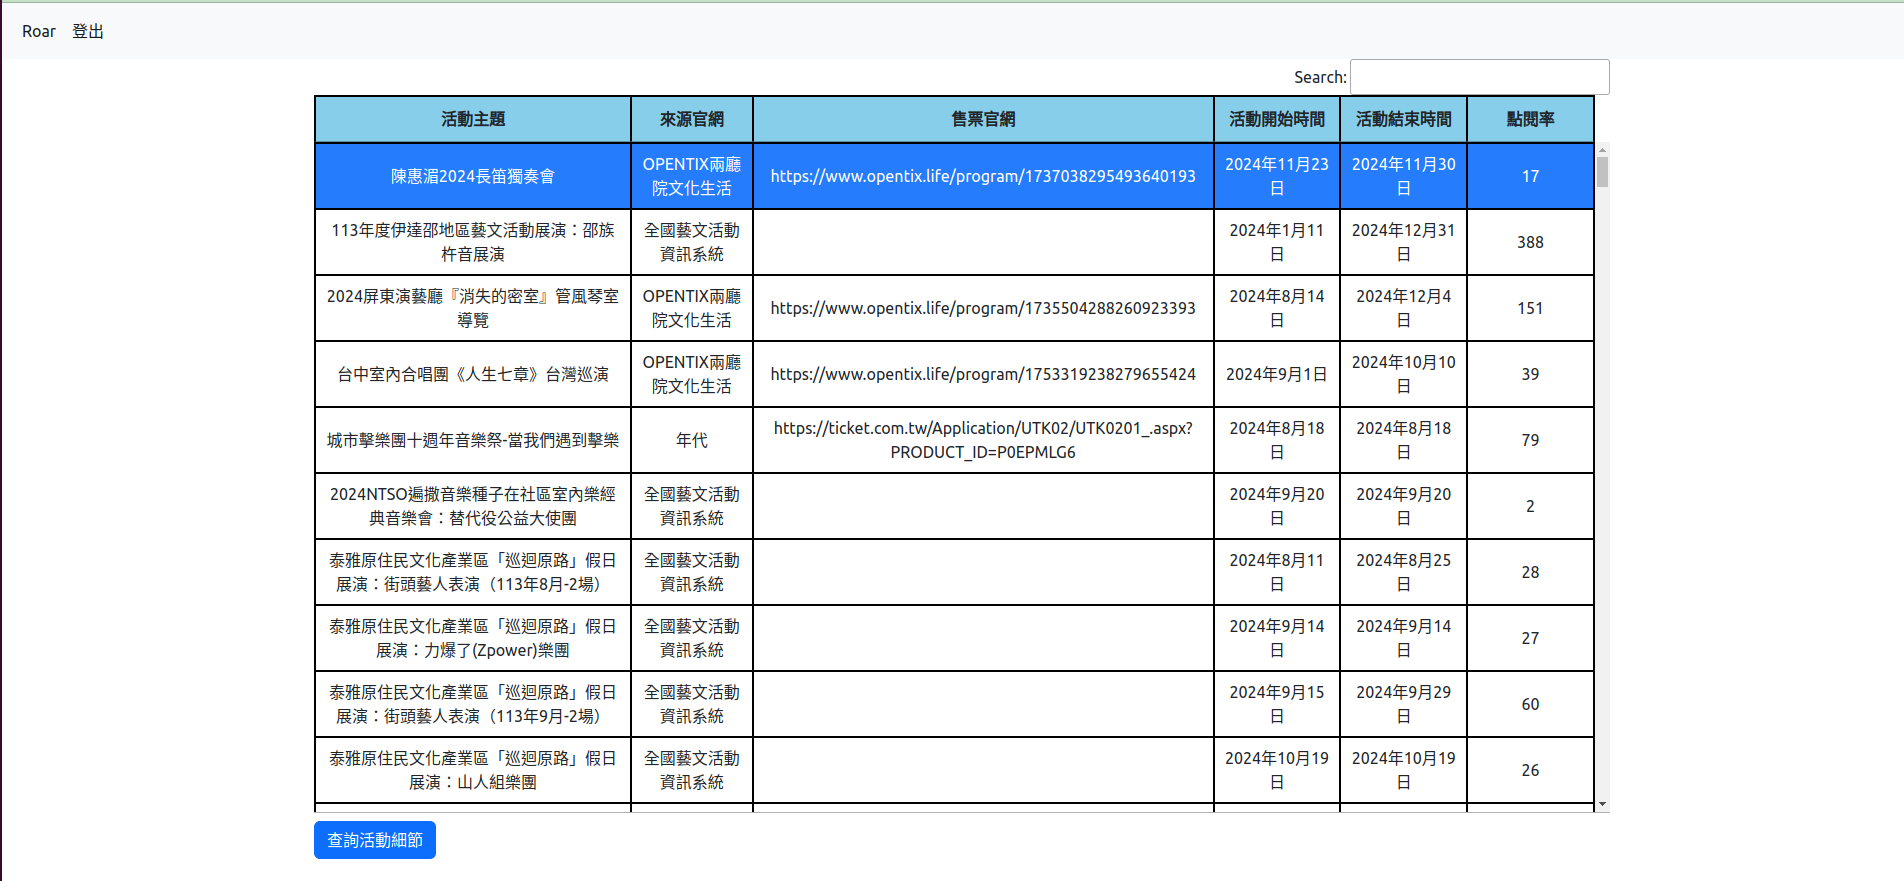 Roar 登出
Search:
活動主題 來源官網 售票官網 活動開始時間 活動結束時間 點閱率
陳惠湄2024長笛獨奏會 OPENTIX兩廳院文化生活 https://www.opentix.life/program/1737038295493640193 2024年11月23日 2024年11月30日 17
113年度伊達邵地區藝文活動展演：邵族杵音展演 全國藝文活動資訊系統 2024年1月11日 2024年12月31日 388
2024屏東演藝廳『消失的密室』管風琴室導覽 OPENTIX兩廳院文化生活 https://www.opentix.life/program/1735504288260923393 2024年8月14日 2024年12月4日 151
台中室內合唱團《人生七章》台灣巡演 OPENTIX兩廳院文化生活 https://www.opentix.life/program/1753319238279655424 2024年9月1日 2024年10月10日 39
城市擊樂團十週年音樂祭-當我們遇到擊樂 年代 https://ticket.com.tw/Application/UTK02/UTK0201_.aspx?PRODUCT_ID=P0EPMLG6 2024年8月18日 2024年8月18日 79
2024NTSO遍撒音樂種子在社區室內樂經典音樂會：替代役公益大使團 全國藝文活動資訊系統 2024年9月20日 2024年9月20日 2
泰雅原住民文化產業區「巡迴原路」假日展演：街頭藝人表演（113年8月-2場） 全國藝文活動資訊系統 2024年8月11日 2024年8月25日 28
泰雅原住民文化產業區「巡迴原路」假日展演：力爆了(Zpower)樂團 全國藝文活動資訊系統 2024年9月14日 2024年9月14日 27
泰雅原住民文化產業區「巡迴原路」假日展演：街頭藝人表演（113年9月-2場） 全國藝文活動資訊系統 2024年9月15日 2024年9月29日 60
泰雅原住民文化產業區「巡迴原路」假日展演：山人組樂團 全國藝文活動資訊系統 2024年10月19日 2024年10月19日 26
查詢活動細節